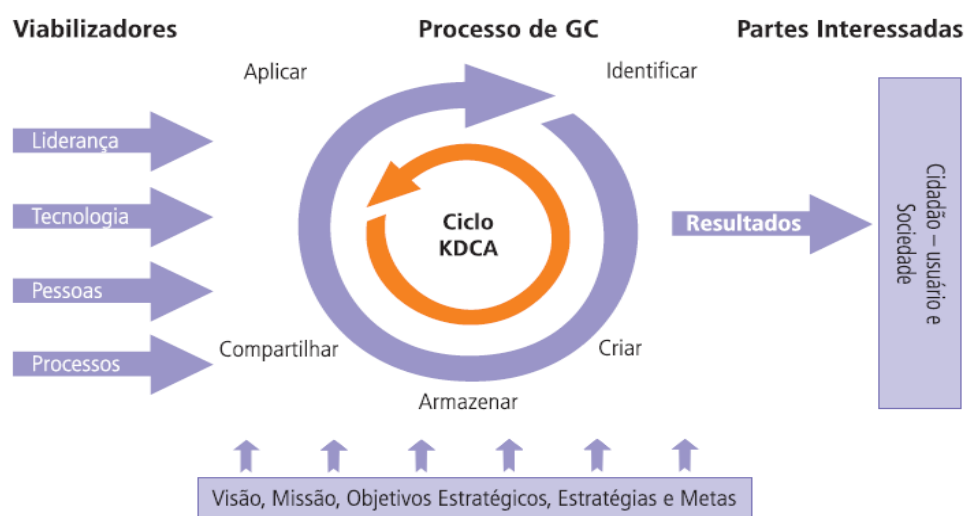 Viabilizadores
Processo de GC
Partes Interessadas
Aplicar
Identificar
Liderança
Tecnologia
Pessoas
Processos
Ciclo
KDCA
Resultados
Cidadão – usuário e
Sociedade
Compartilhar
Criar
Armazenar
Visão, Missão, Objetivos Estratégicos, Estratégias e Metas